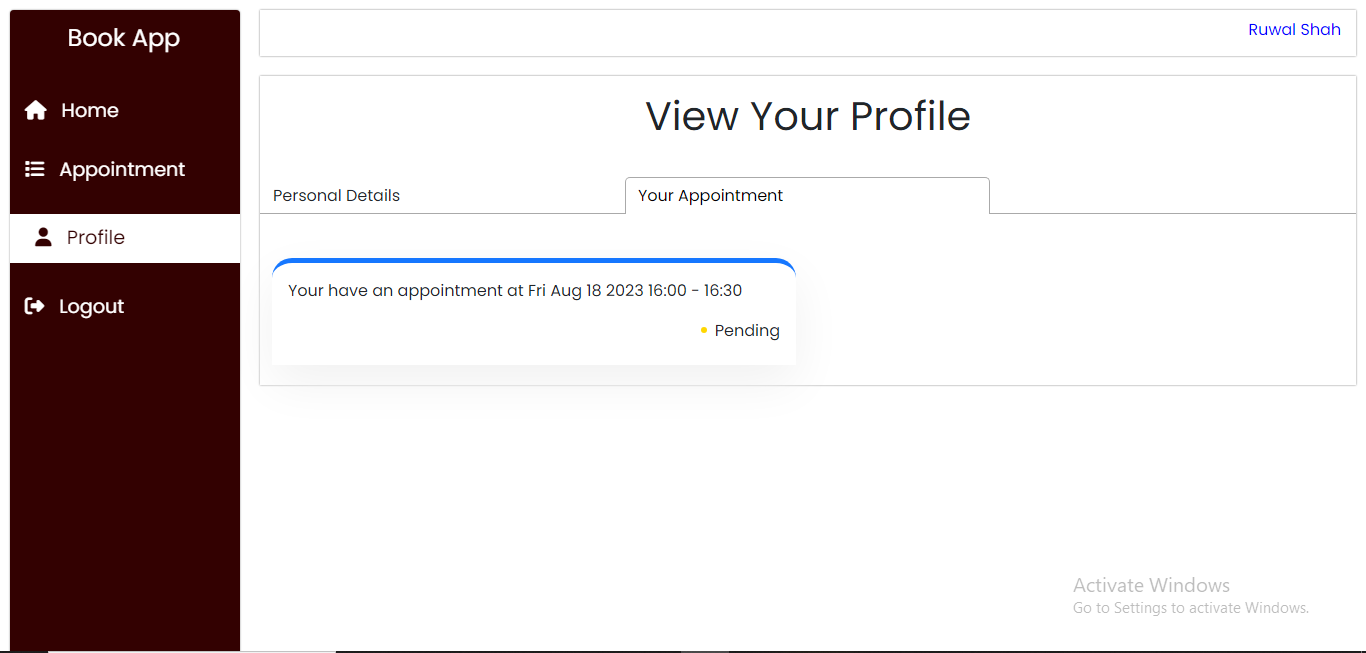 Book App
Home
Appointment
Profile
Logout
Ruwal Shah
View Your Profile
Personal Details
Your Appointment
Your have an appointment at Fri Aug 18 2023 16:00 - 16:30
Pending
Activate Windows
Go to Settings to activate Windows.